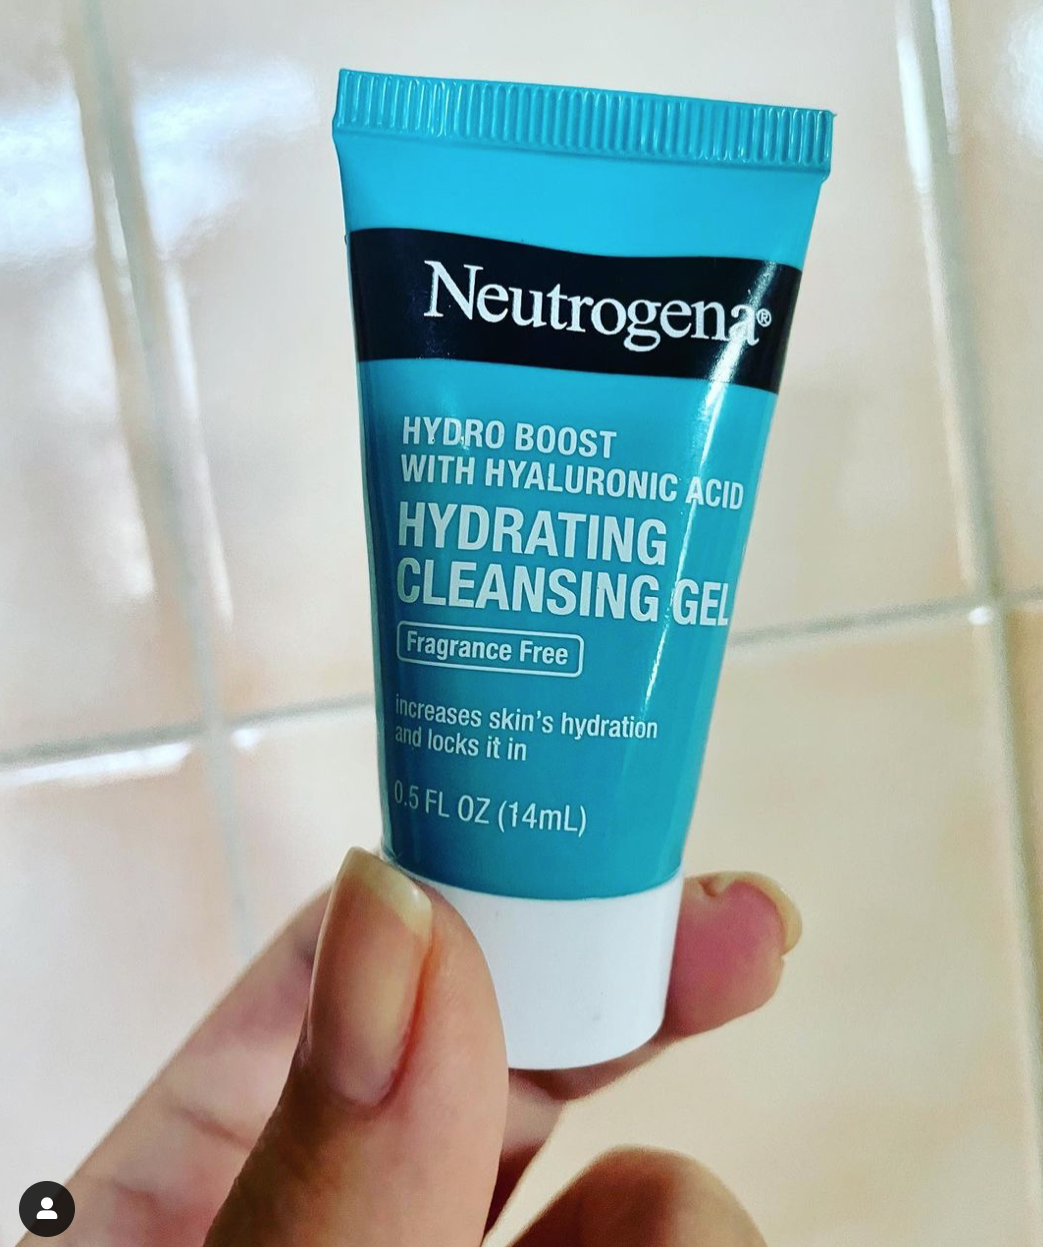 Neutrogena®
HYDRO BOOST
WITH HYALURONIC ACID
HYDRATING
CLEANSING GEL
Fragrance Free
increases skin's hydration
and locks it in
0.5 FL OZ (14mL)